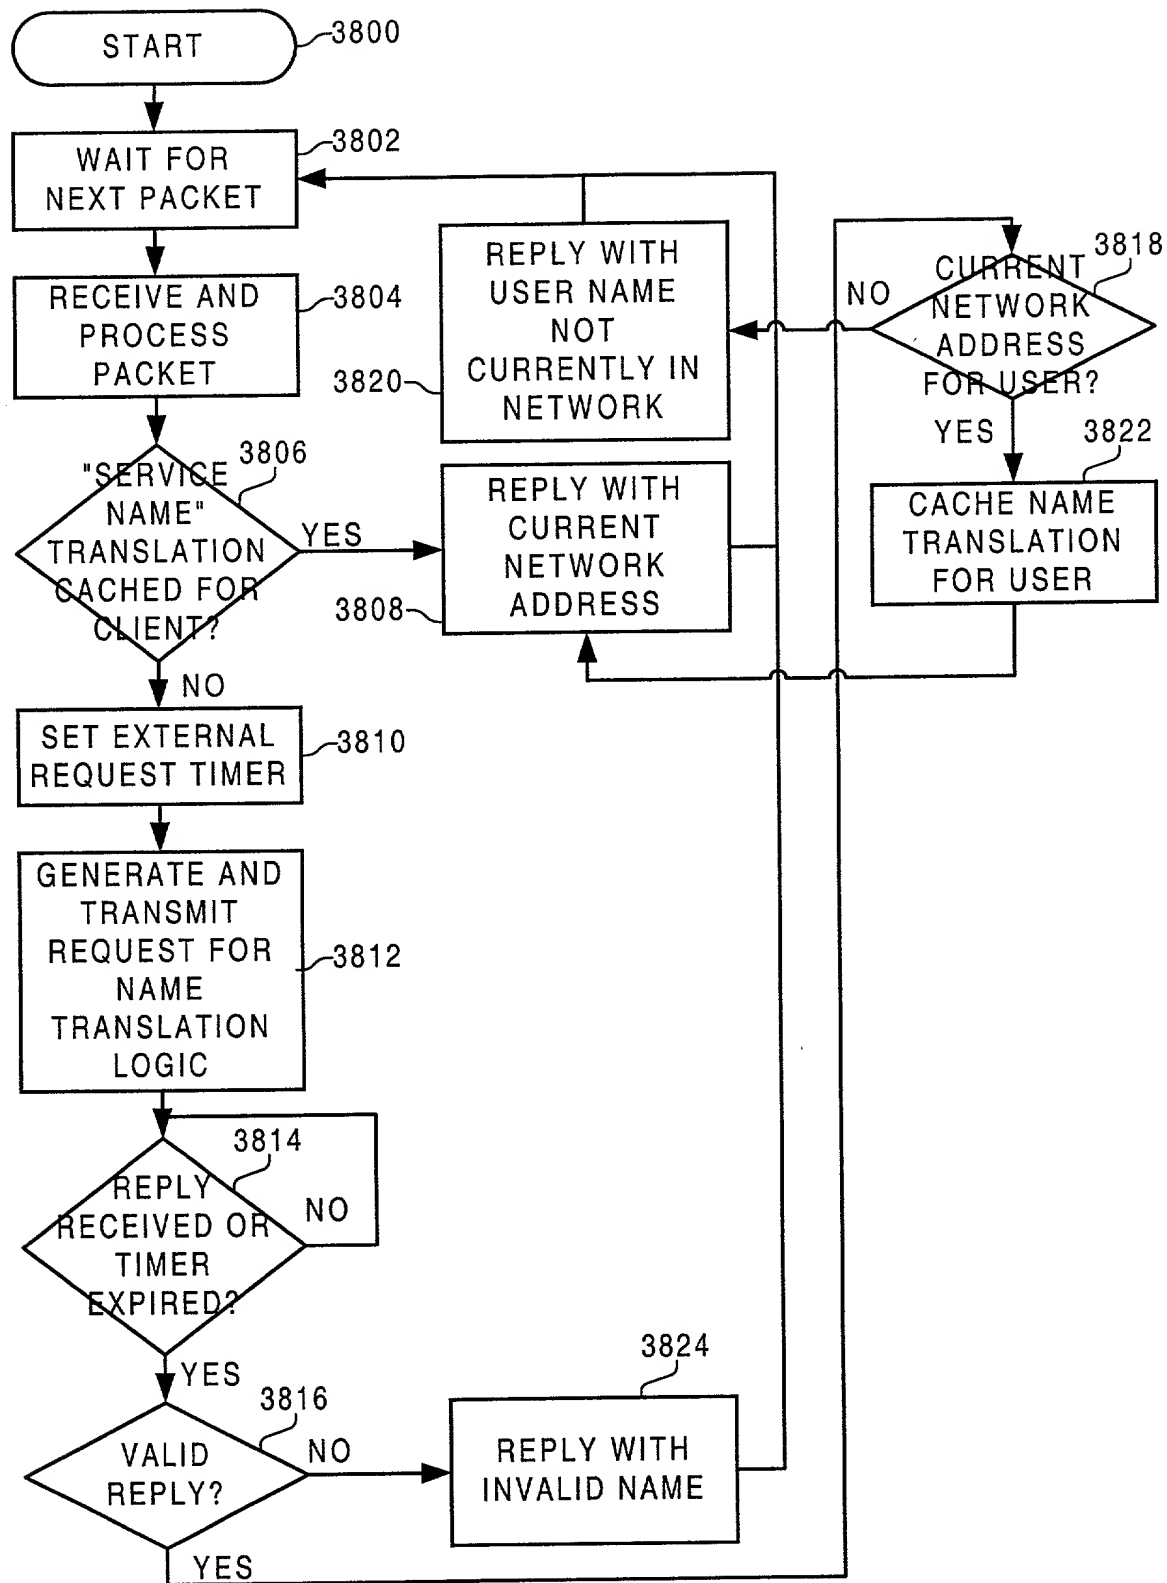 START
3800
WAIT FOR
NEXT PACKET
3802
RECEIVE AND
PROCESS
PACKET
3804
"SERVICE
NAME"
TRANSLATION
CACHED FOR
CLIENT?
3806
YES
NO
REPLY WITH
CURRENT
NETWORK
ADDRESS
3808
SET EXTERNAL
REQUEST TIMER
3810
GENERATE AND
TRANSMIT
REQUEST FOR
NAME
TRANSLATION
LOGIC
3812
REPLY
RECEIVED OR
TIMER
EXPIRED?
3814
NO
YES
VALID
REPLY?
3816
NO
YES
REPLY WITH
INVALID NAME
3824
CURRENT
NETWORK
ADDRESS
FOR USER?
3818
NO
YES
REPLY WITH
USER NAME
NOT
CURRENTLY IN
NETWORK
3820
CACHE NAME
TRANSLATION
FOR USER
3822